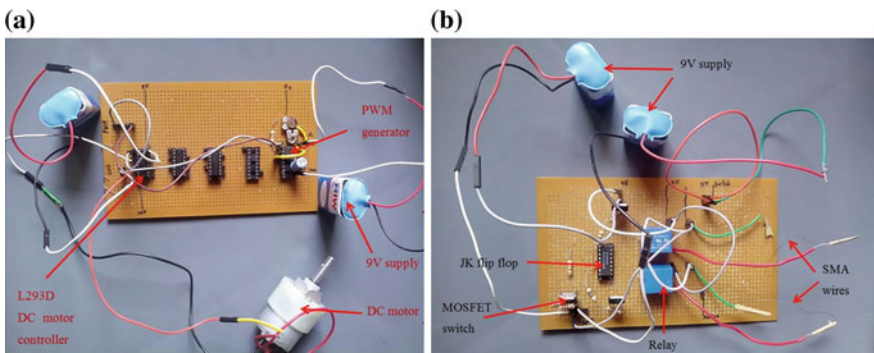 (a)
PWM
generator
9V supply
L293D
DC motor
controller
DC motor
(b)
9V supply
JK flip flop
MOSFET
switch
SMA
wires
Relay